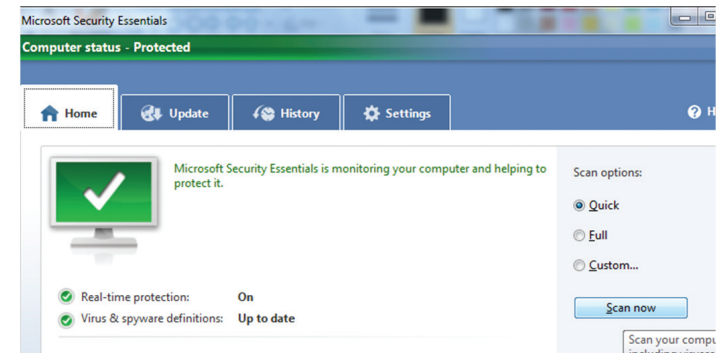 Microsoft Security Essentials
Computer status - Protected
Home
Update
History
Settings
Microsoft Security Essentials is monitoring your computer and helping to
protect it.
Scan options:
Quick
Full
Custom...
Real-time protection: On
Virus & spyware definitions: Up to date
Scan now
Scan your
including